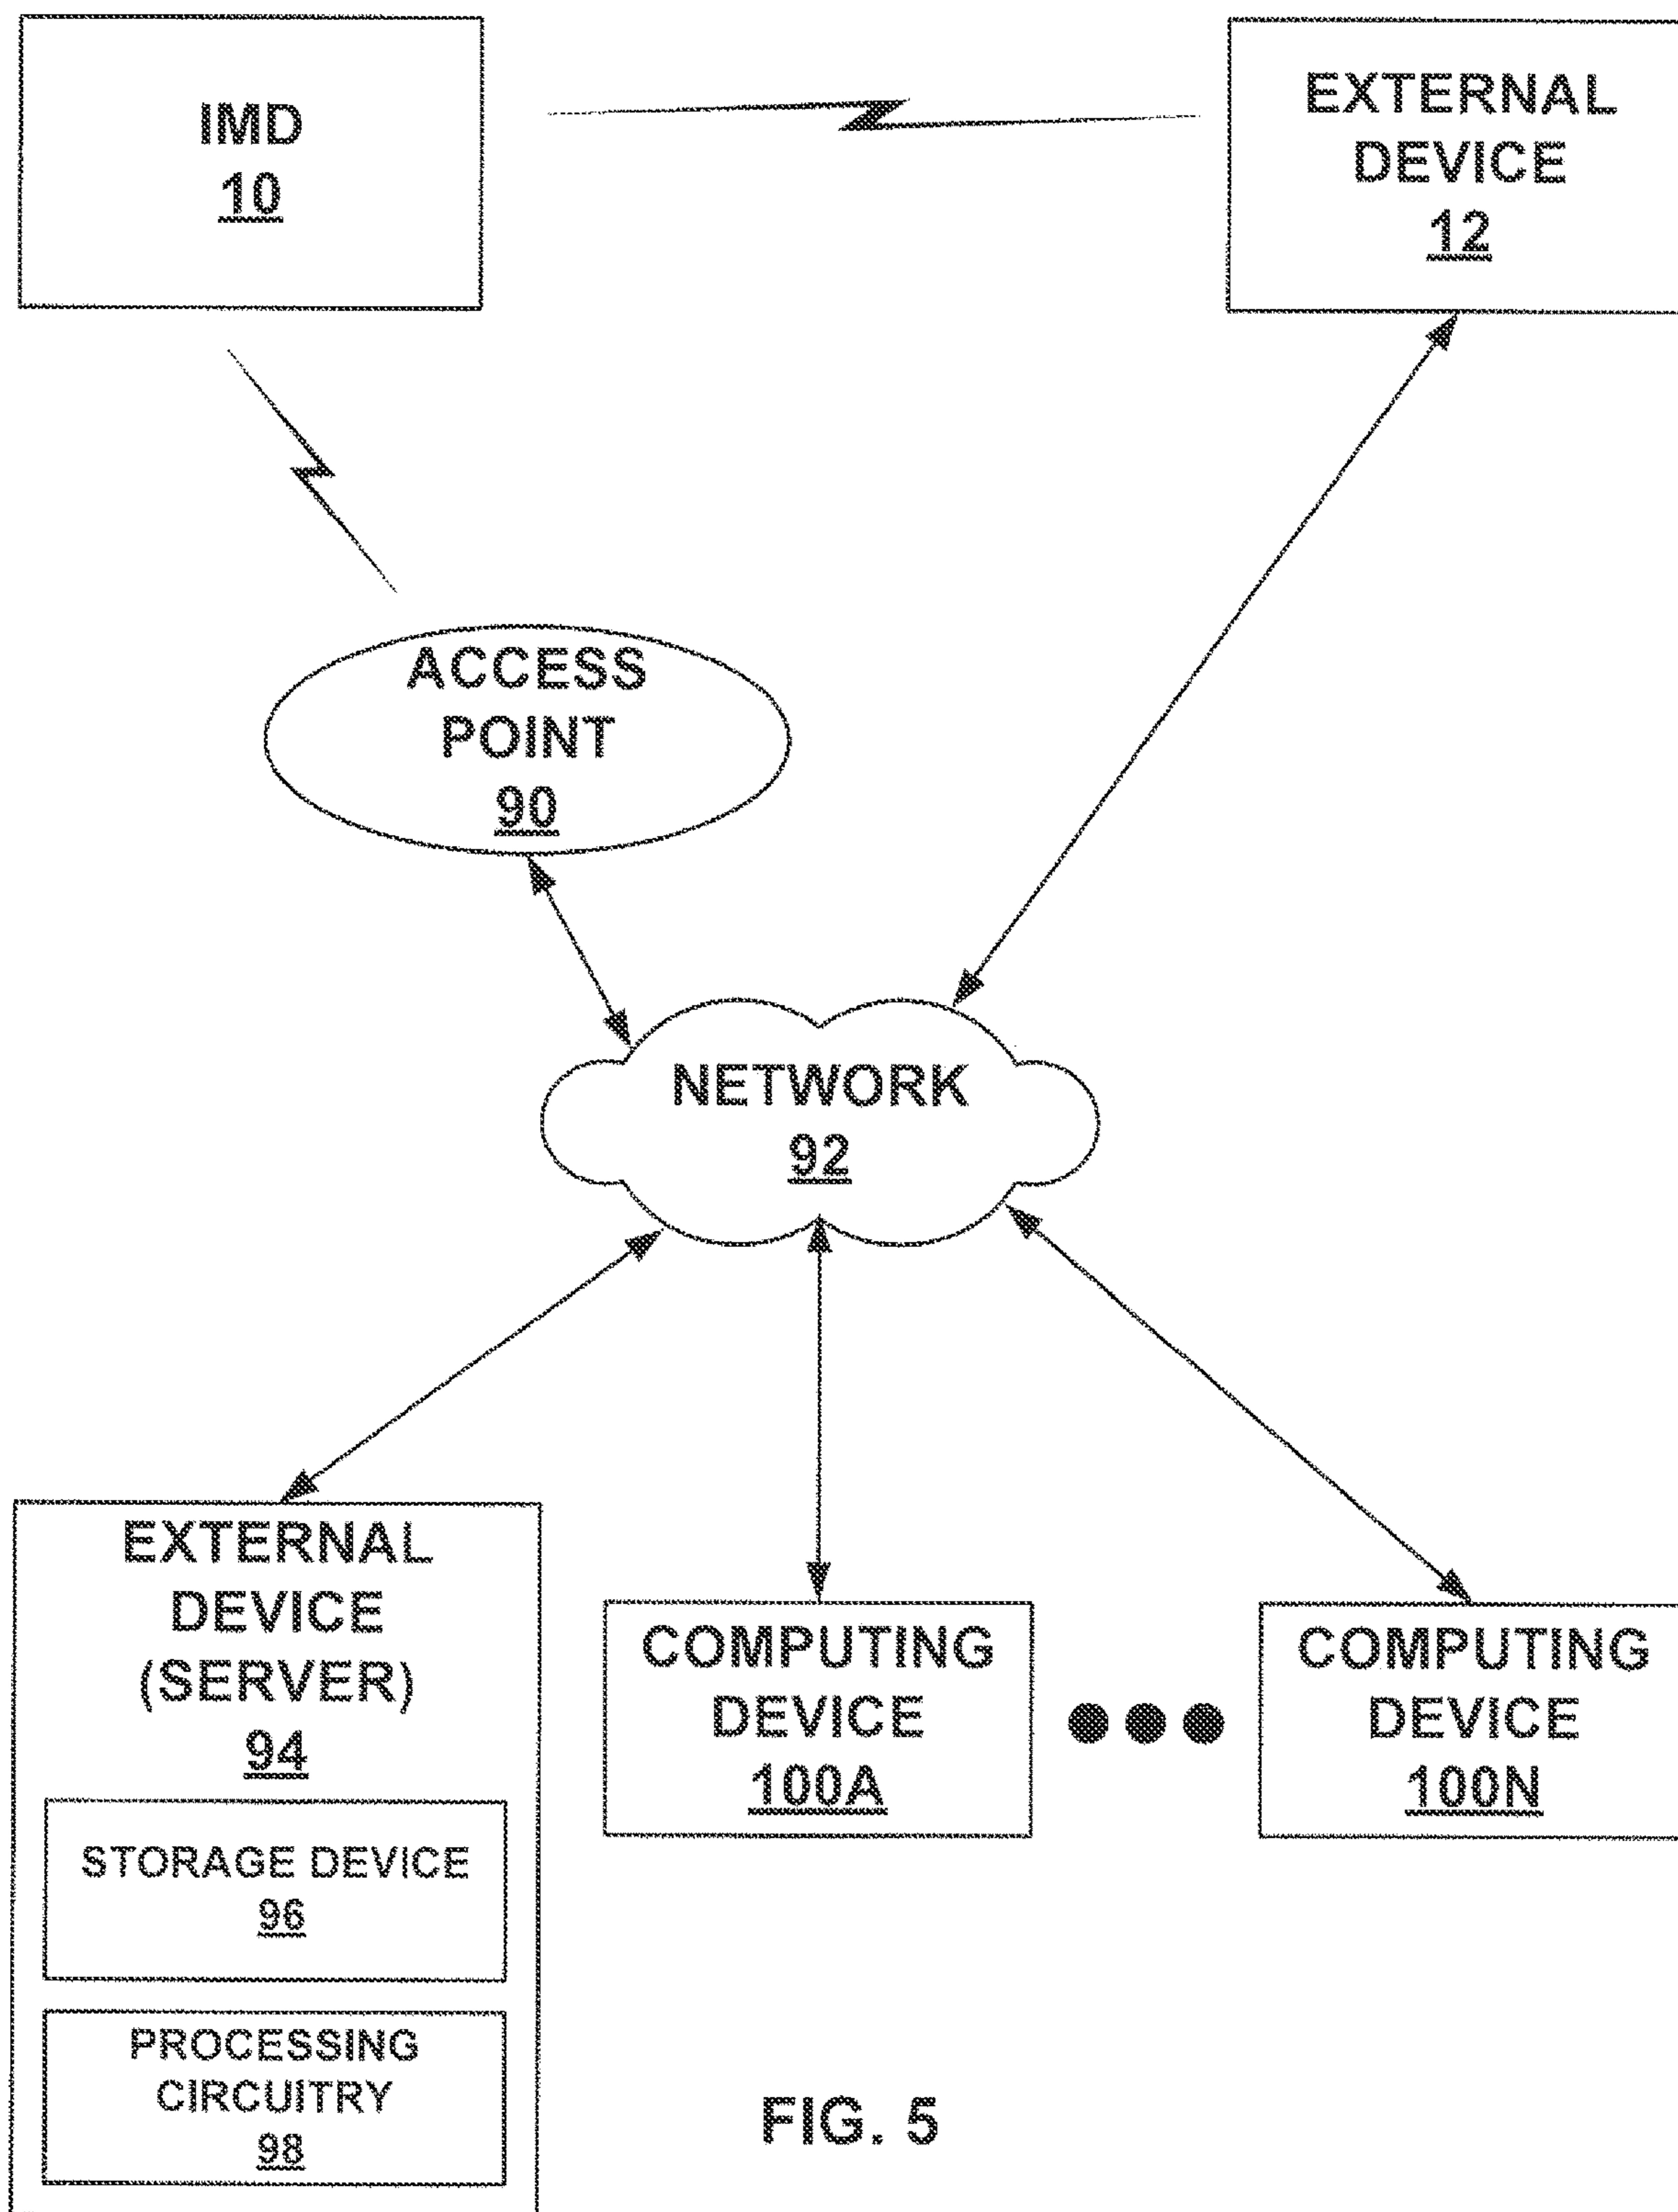 IMD
10
EXTERNAL
DEVICE
12
ACCESS
POINT
90
NETWORK
92
EXTERNAL
DEVICE
(SERVER)
94
STORAGE DEVICE
96
PROCESSING
CIRCUITRY
98
COMPUTING
DEVICE
100A
COMPUTING
DEVICE
100N
FIG. 5